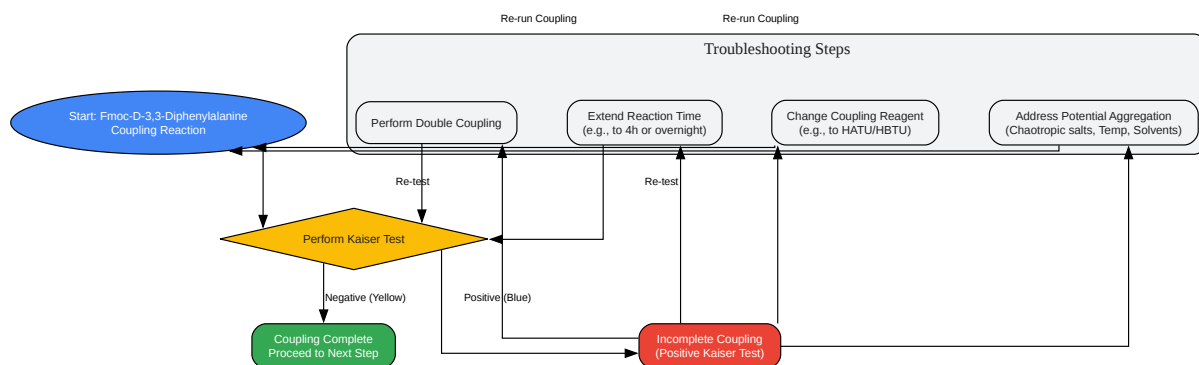 Re-run Coupling
Re-run Coupling
Troubleshooting Steps
Start: Fmoc-D-3,3-Diphenylalanine
Coupling Reaction
Perform Double Coupling
Extend Reaction Time
(e.g., to 4h or overnight)
Change Coupling Reagent
(e.g., to HATU/HBTU)
Address Potential Aggregation
(Chaotropic salts, Temp, Solvents)
Re-test
Re-test
Perform Kaiser Test
Negative (Yellow)
Positive (Blue)
Coupling Complete
Proceed to Next Step
Incomplete Coupling
(Positive Kaiser Test)